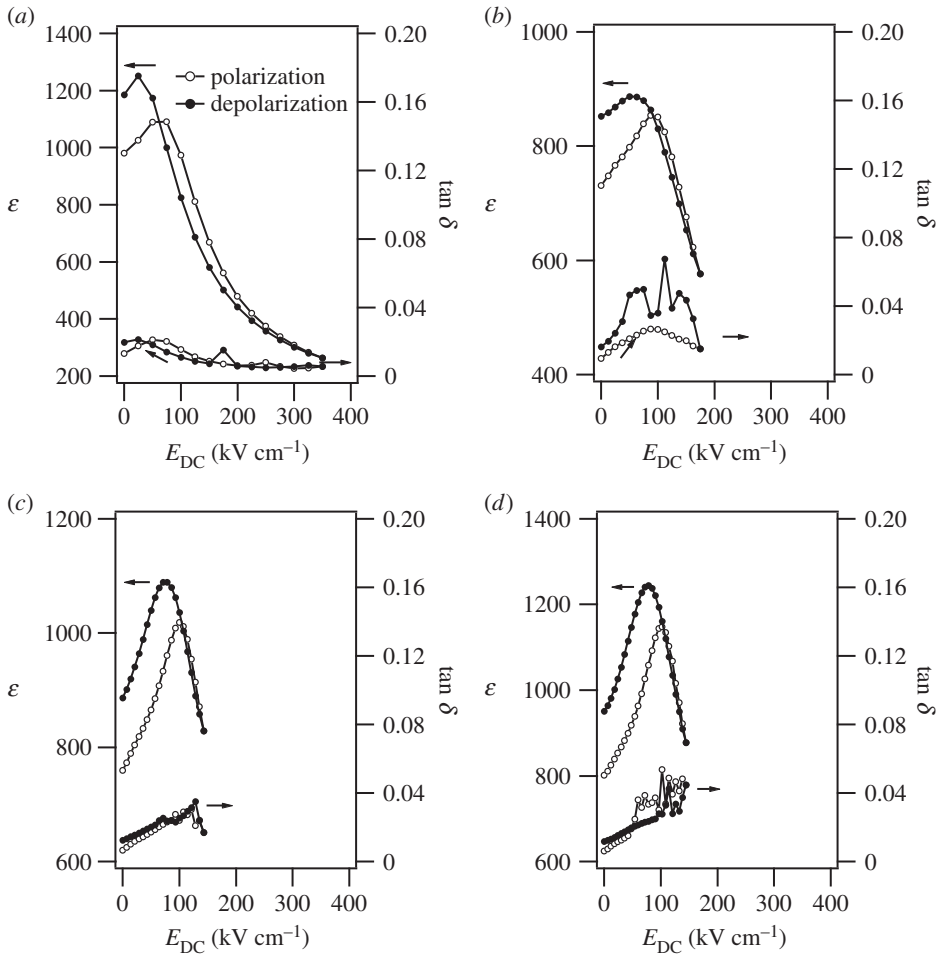 (a)
1400
1200
1000
800
600
400
200
ε
polarization
depolarization
0.20
0.16
0.12
0.08
0.04
0
tan δ
0 100 200 300 400
E_DC (kV cm⁻¹)
(b)
1000
800
600
400
ε
0.20
0.16
0.12
0.08
0.04
0
tan δ
0 100 200 300 400
E_DC (kV cm⁻¹)
(c)
1200
1000
800
600
ε
0.20
0.16
0.12
0.08
0.04
0
tan δ
0 100 200 300 400
E_DC (kV cm⁻¹)
(d)
1400
1200
1000
800
600
ε
0.20
0.16
0.12
0.08
0.04
0
tan δ
0 100 200 300 400
E_DC (kV cm⁻¹)